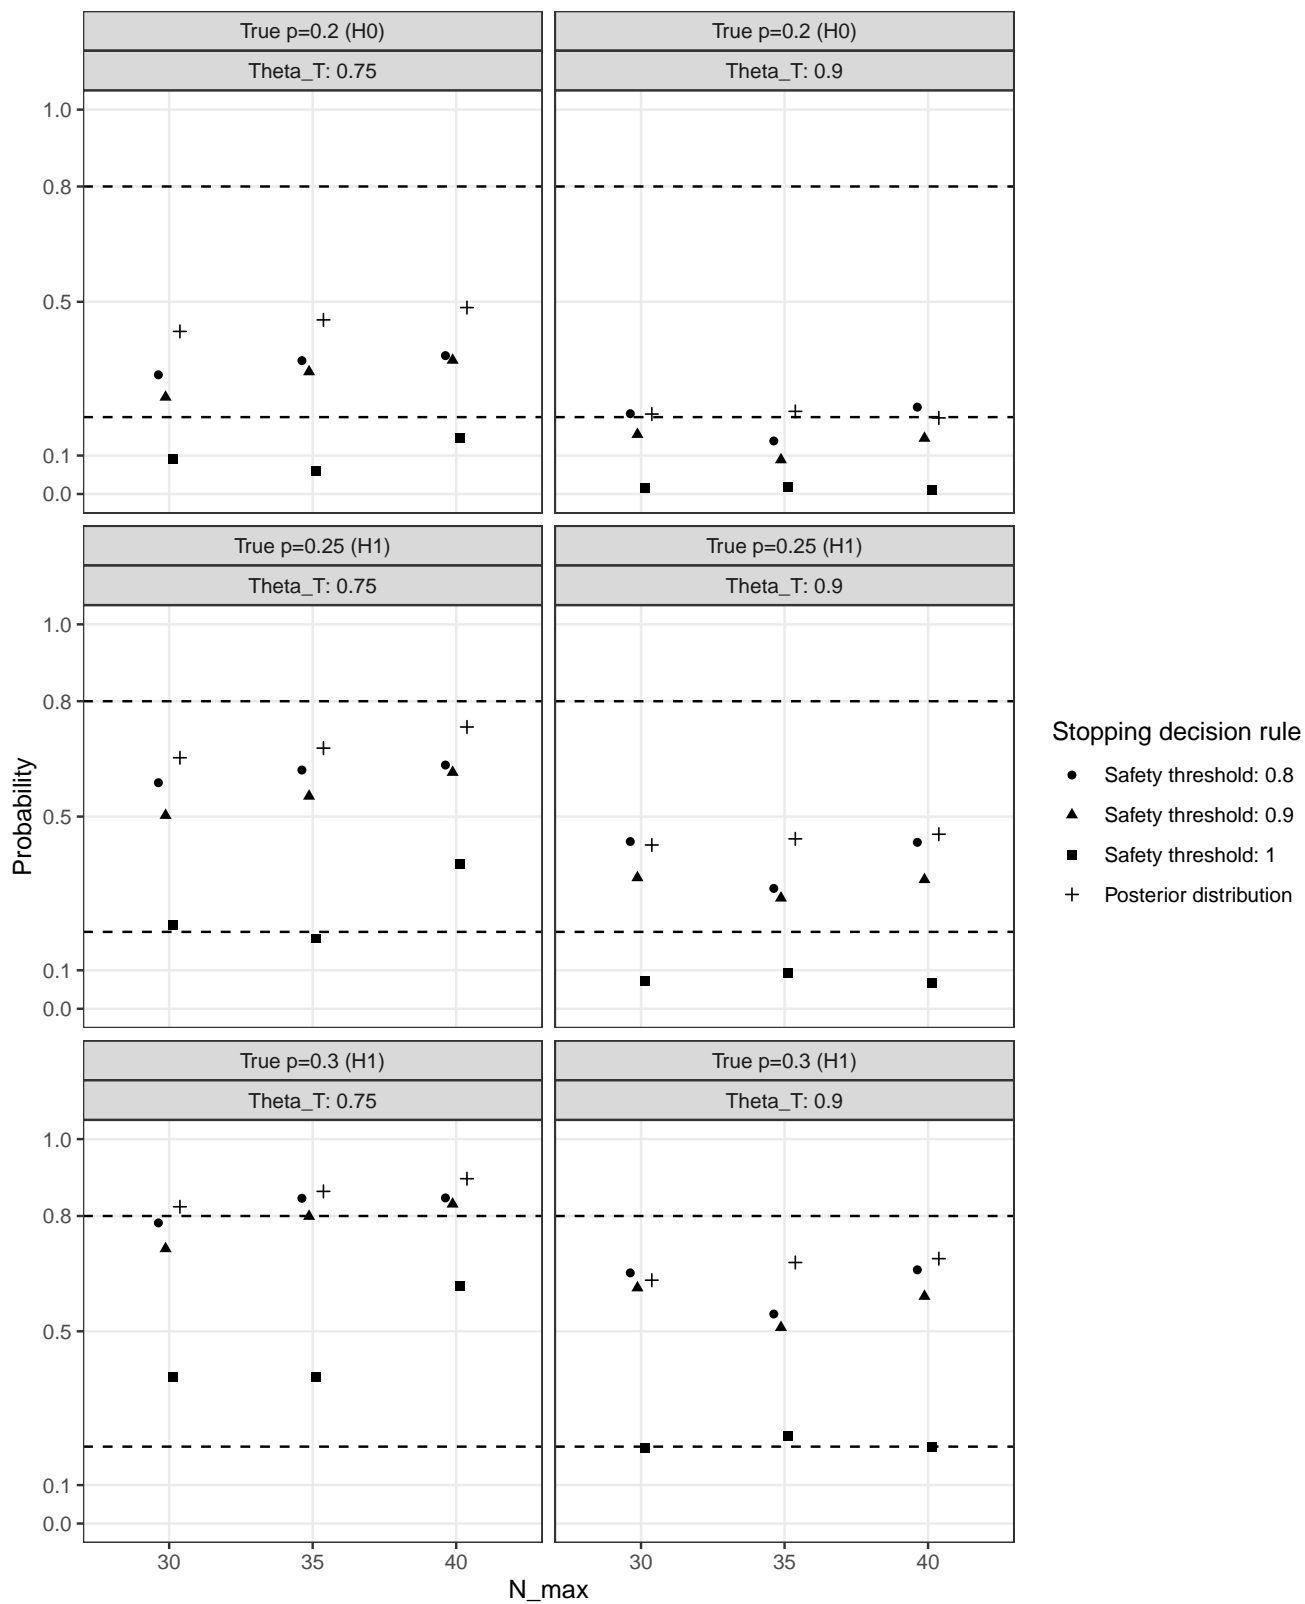 True p=0.2 (H0)
True p=0.2 (H0)
Theta_T: 0.75
Theta_T: 0.9
1.0
0.8
0.5
0.1
0.0
True p=0.25 (H1)
True p=0.25 (H1)
Theta_T: 0.75
Theta_T: 0.9
1.0
0.8
0.5
0.1
0.0
True p=0.3 (H1)
True p=0.3 (H1)
Theta_T: 0.75
Theta_T: 0.9
1.0
0.8
0.5
0.1
0.0
30
35
40
30
35
40
N_max
Probability
Stopping decision rule
Safety threshold: 0.8
Safety threshold: 0.9
Safety threshold: 1
Posterior distribution